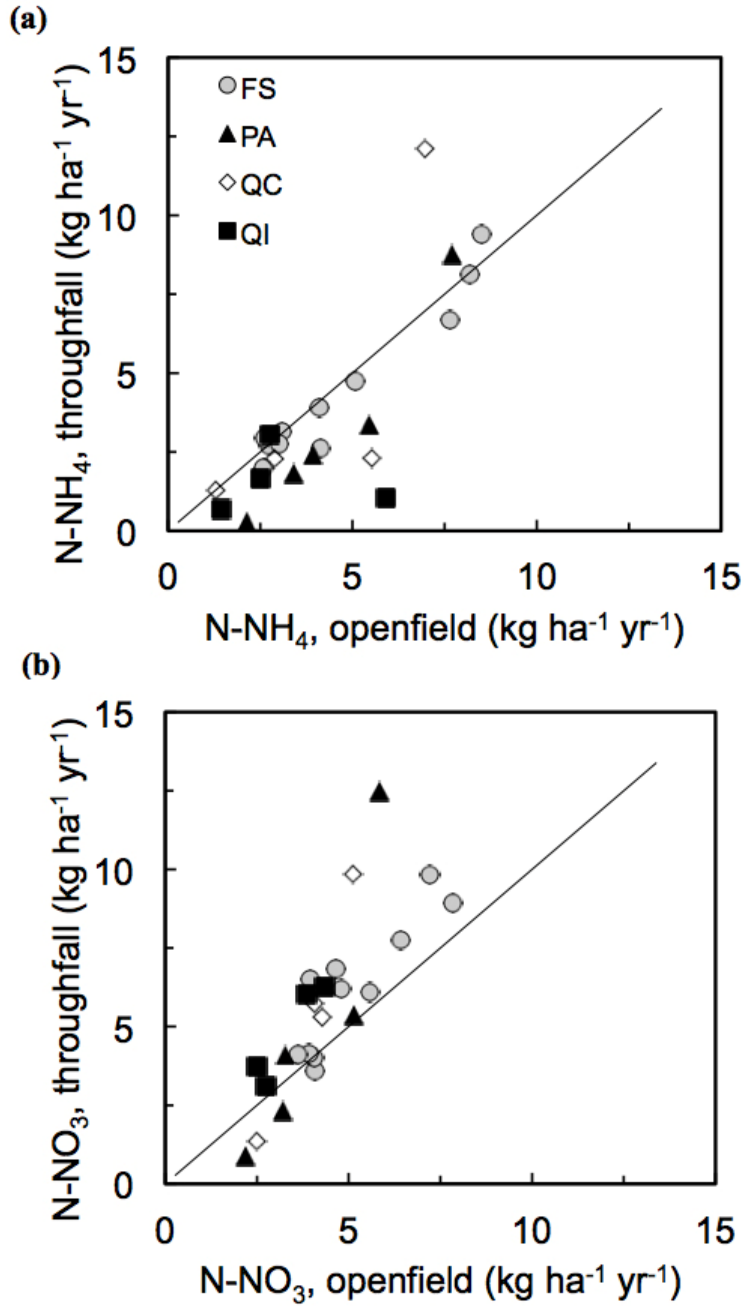 (a)
N-NH4, throughfall (kg ha-1 yr-1)
15
10
5
0
FS
PA
QC
QI
0 5 10 15
N-NH4, openfield (kg ha-1 yr-1)
(b)
N-NO3, throughfall (kg ha-1 yr-1)
15
10
5
0
0 5 10 15
N-NO3, openfield (kg ha-1 yr-1)